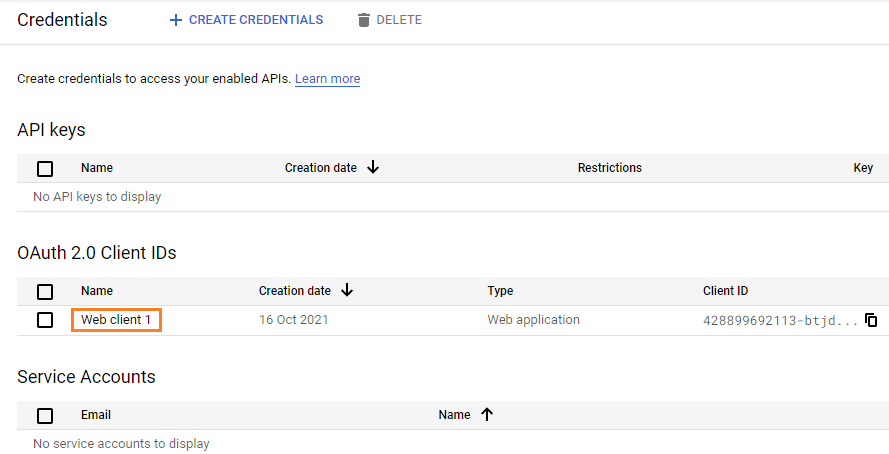 Credentials + CREATE CREDENTIALS DELETE
Create credentials to access your enabled APIs. Learn more
API keys
Name Creation date Restrictions Key
No API keys to display
OAuth 2.0 Client IDs
Name Creation date Type Client ID
Web client 1 16 Oct 2021 Web application 428899692113-btjd...
Service Accounts
Email Name
No service accounts to display